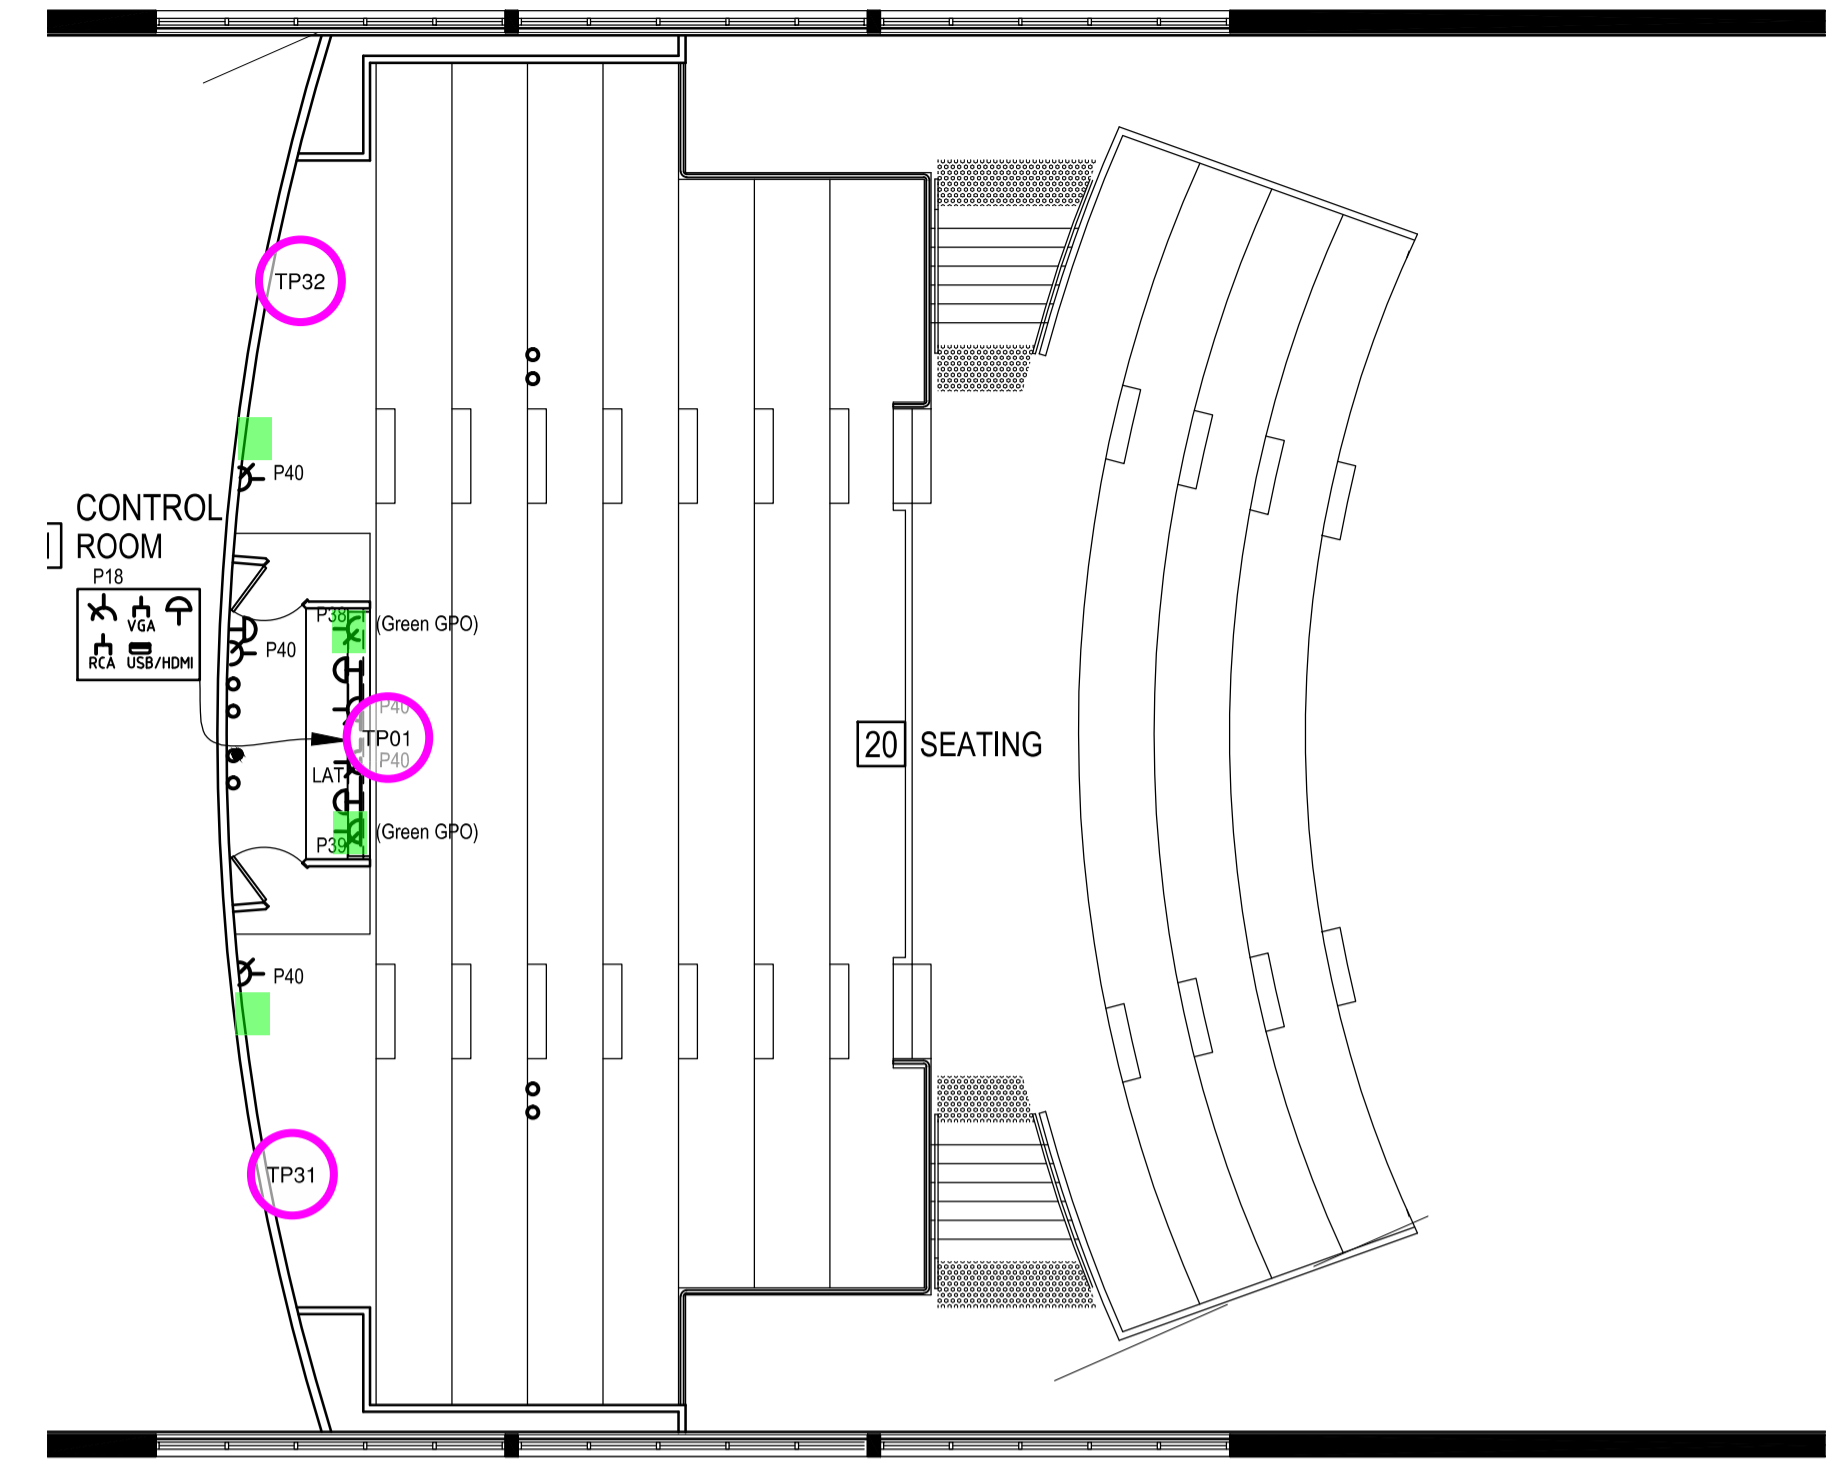 TP32
P40
CONTROL
ROOM
P18
VGA
RCA USB/HDMI
P38 (Green GPO)
P40
P40
TP01
P40
LAT
20 SEATING
(Green GPO)
P39
P40
TP31